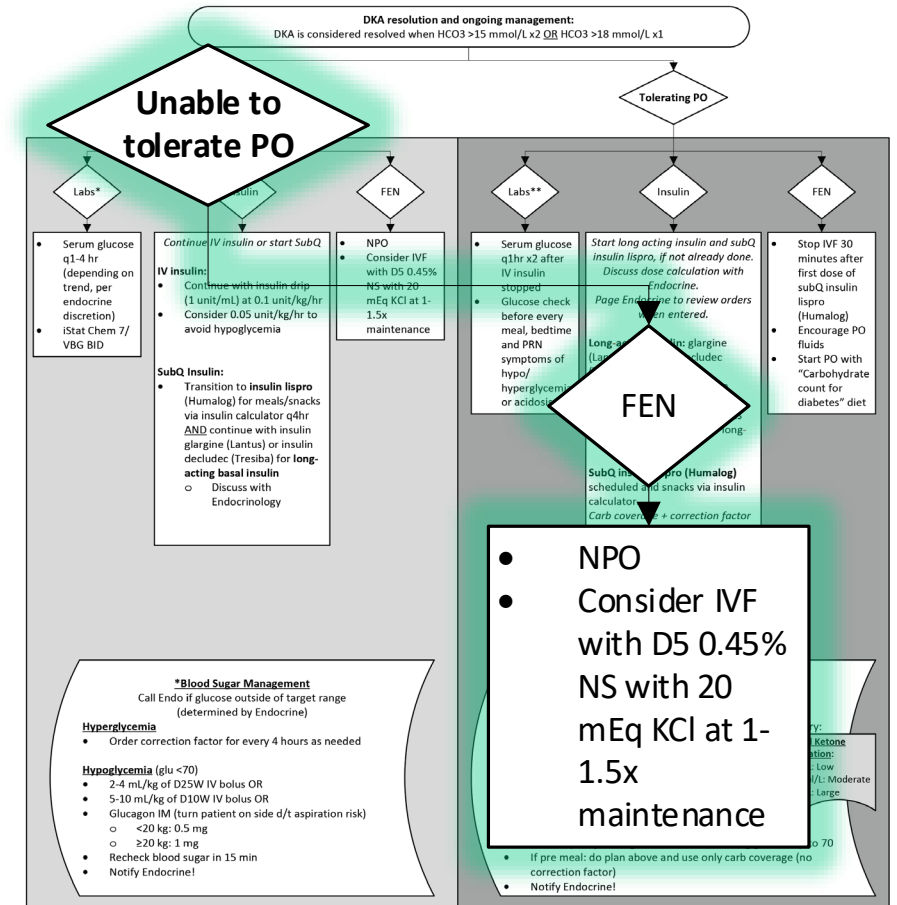 DKA resolution and ongoing management:
DKA is considered resolved when HCO3 >15 mmol/L x2 OR HCO3 >18 mmol/L x1
Unable to
tolerate PO
Tolerating PO
Labs*
FEN
• Serum glucose
q1-4 hr
(depending on
trend, per
endocrine
discretion)
• iStat Chem 7/
VBG BID
Continue IV insulin or start SubQ
IV insulin:
• Continue with insulin drip
(1 unit/mL) at 0.1 unit/kg/hr
• Consider 0.05 unit/kg/hr to
avoid hypoglycemia
SubQ Insulin:
• Transition to insulin lispro
(Humalog) for meals/snacks
via insulin calculator q4hr
AND continue with insulin
glargine (Lantus) or insulin
decludec (Tresiba) for long-
acting basal insulin
o Discuss with
Endocrinology
• NPO
• Consider IVF
with D5 0.45%
NS with 20
mEq KCl at 1-
1.5x
maintenance
Labs**
Insulin
FEN
• Serum glucose
q1hr x2 after
IV insulin
stopped
• Glucose check
before every
meal, bedtime
and PRN
symptoms of
hypo/
hyperglycemia
or acidosis
Start long acting insulin and subQ
insulin lispro, if not already done.
Discuss dose calculation with
Endocrine.
Page Endocrine to review orders
when entered.
glargine
long-
(Humalog)
scheduled and snacks via insulin
calculator
Carb coverage + correction factor
• Stop IVF 30
minutes after
first dose of
subQ insulin
lispro
(Humalog)
• Encourage PO
fluids
• Start PO with
“Carbohydrate
count for
diabetes” diet
FEN
• NPO
• Consider IVF
with D5 0.45%
NS with 20
mEq KCl at 1-
1.5x
maintenance
*Blood Sugar Management
Call Endo if glucose outside of target range
(determined by Endocrine)
Hyperglycemia
• Order correction factor for every 4 hours as needed
Hypoglycemia (glu <70)
• 2-4 mL/kg of D25W IV bolus OR
• 5-10 mL/kg of D10W IV bolus OR
• Glucagon IM (turn patient on side d/t aspiration risk)
o <20 kg: 0.5 mg
o ≥20 kg: 1 mg
• Recheck blood sugar in 15 min
• Notify Endocrine!
Ketone
: Low
: Moderate
: Large
to 70
• If pre meal: do plan above and use only carb coverage (no
correction factor)
• Notify Endocrine!